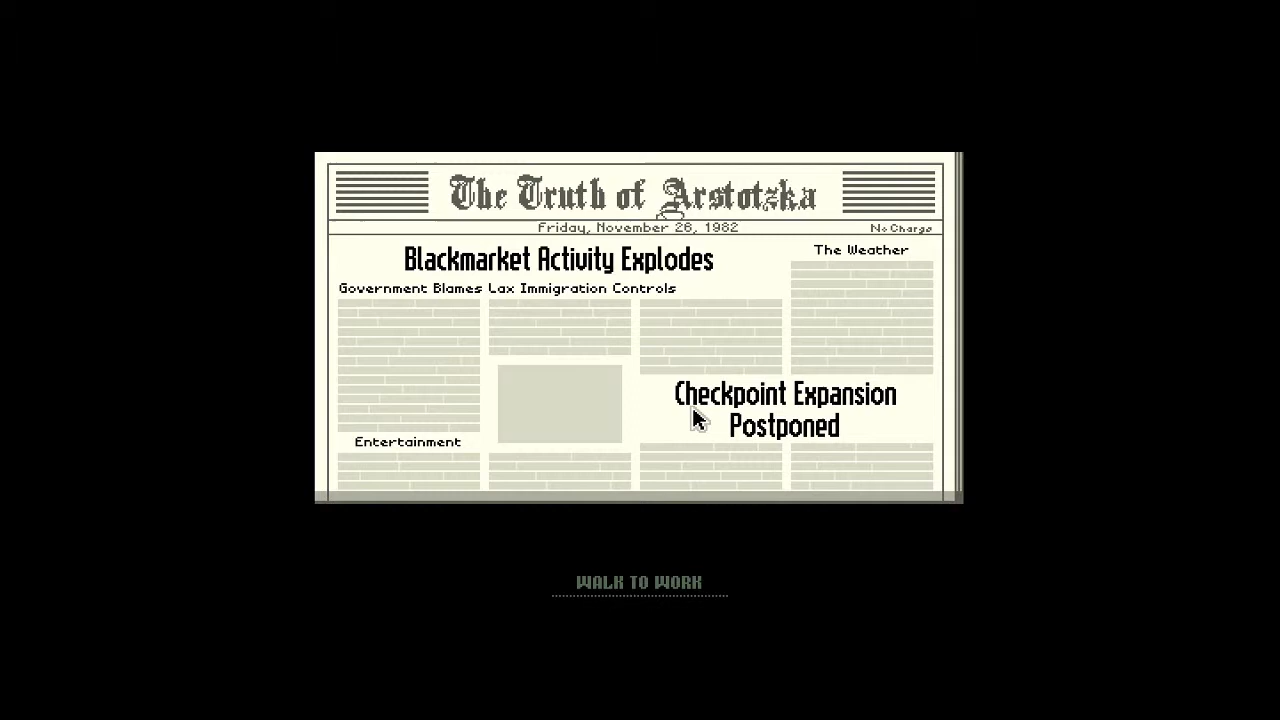 The Truth of Arstotzka
Friday, November 26, 1982
No Charge
Blackmarket Activity Explodes
Government Blames Lax Immigration Controls
The Weather
Checkpoint Expansion
Postponed
Entertainment
WALK TO WORK